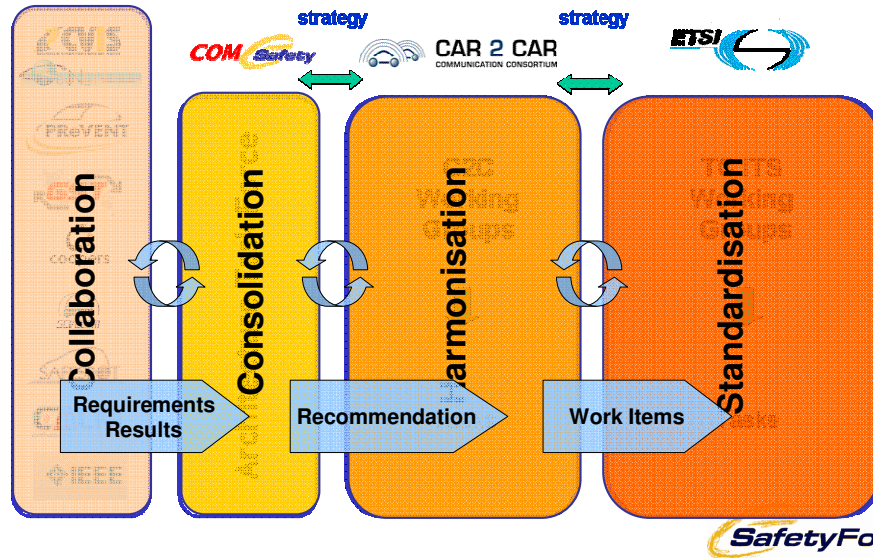 strategy
strategy
COM Safety
CAR 2 CAR
COMMUNICATION CONSORTIUM
ETSI
PReVENT
C2C
Working
Groups
Working
Groups
Collaboration
Consolidation
Harmonisation
Standardisation
coopers
Requirements
Results
Recommendation
Work Items
IEEE
SafetyFo